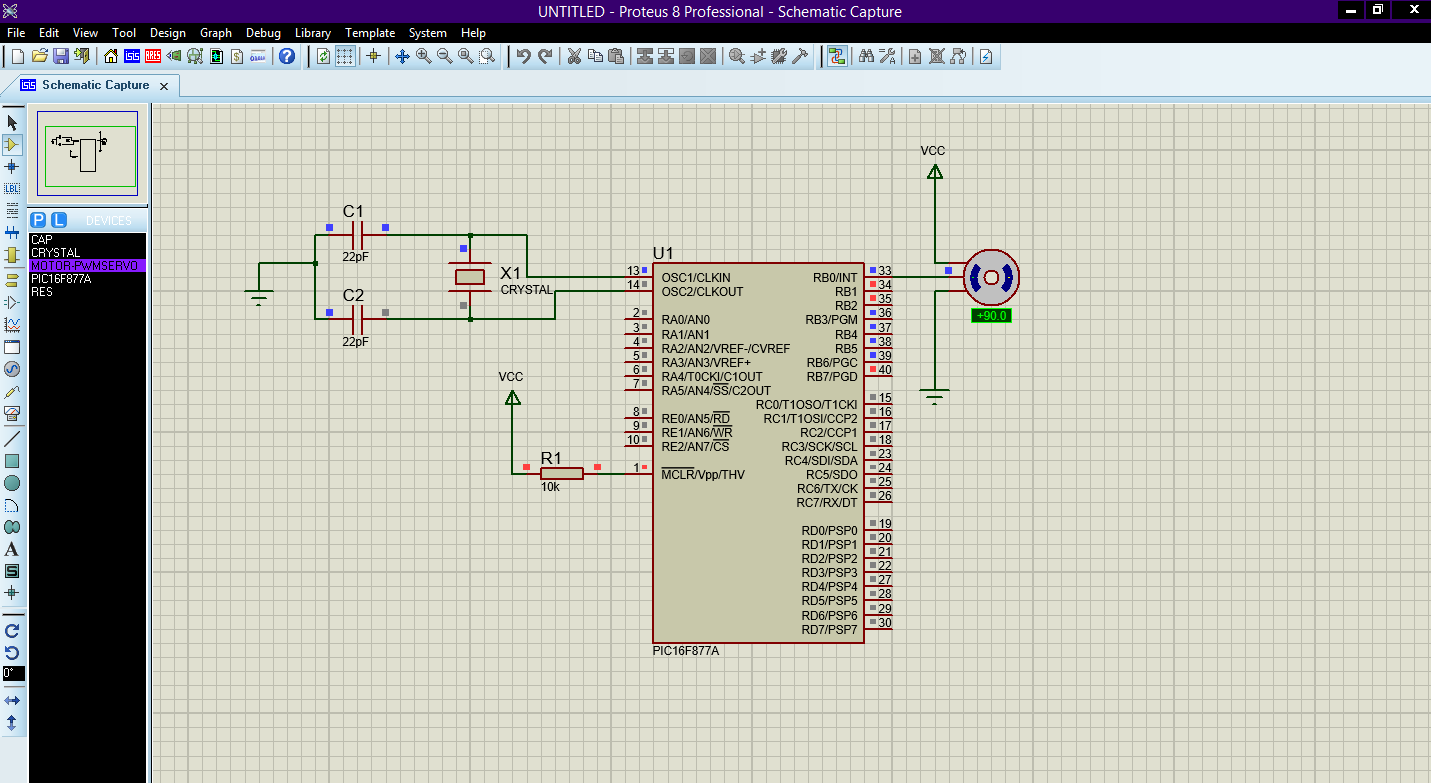 UNTITLED - Proteus 8 Professional - Schematic Capture
File Edit View Tool Design Graph Debug Library Template System Help
Schematic Capture
P L DEVICES
CAP
CRYSTAL
MOTOR-PWMSERVO
PIC16F877A
RES
LBL
A
S
0°
C1
22pF
C2
22pF
X1
CRYSTAL
VCC
R1
10k
U1
13 OSC1/CLKIN
14 OSC2/CLKOUT
2 RA0/AN0
3 RA1/AN1
4 RA2/AN2/VREF-/CVREF
5 RA3/AN3/VREF+
6 RA4/T0CKI/C1OUT
7 RA5/AN4/SS/C2OUT
8 RE0/AN5/RD
9 RE1/AN6/WR
10 RE2/AN7/CS
1 MCLR/Vpp/THV
RB0/INT 33
RB1 34
RB2 35
RB3/PGM 36
RB4 37
RB5 38
RB6/PGC 39
RB7/PGD 40
RC0/T1OSO/T1CKI 15
RC1/T1OSI/CCP2 16
RC2/CCP1 17
RC3/SCK/SCL 18
RC4/SDI/SDA 23
RC5/SDO 24
RC6/TX/CK 25
RC7/RX/DT 26
RD0/PSP0 19
RD1/PSP1 20
RD2/PSP2 21
RD3/PSP3 22
RD4/PSP4 27
RD5/PSP5 28
RD6/PSP6 29
RD7/PSP7 30
PIC16F877A
VCC
+90.0